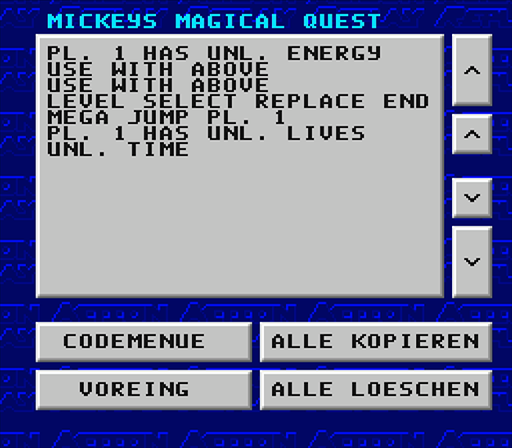 MICKEYS MAGICAL QUEST
PL. 1 HAS UNL. ENERGY
USE WITH ABOVE
USE WITH ABOVE
LEVEL SELECT REPLACE END
MEGA JUMP PL. 1
PL. 1 HAS UNL. LIVES
UNL. TIME
CODEMENUE
ALLE KOPIEREN
VOREING
ALLE LOESCHEN